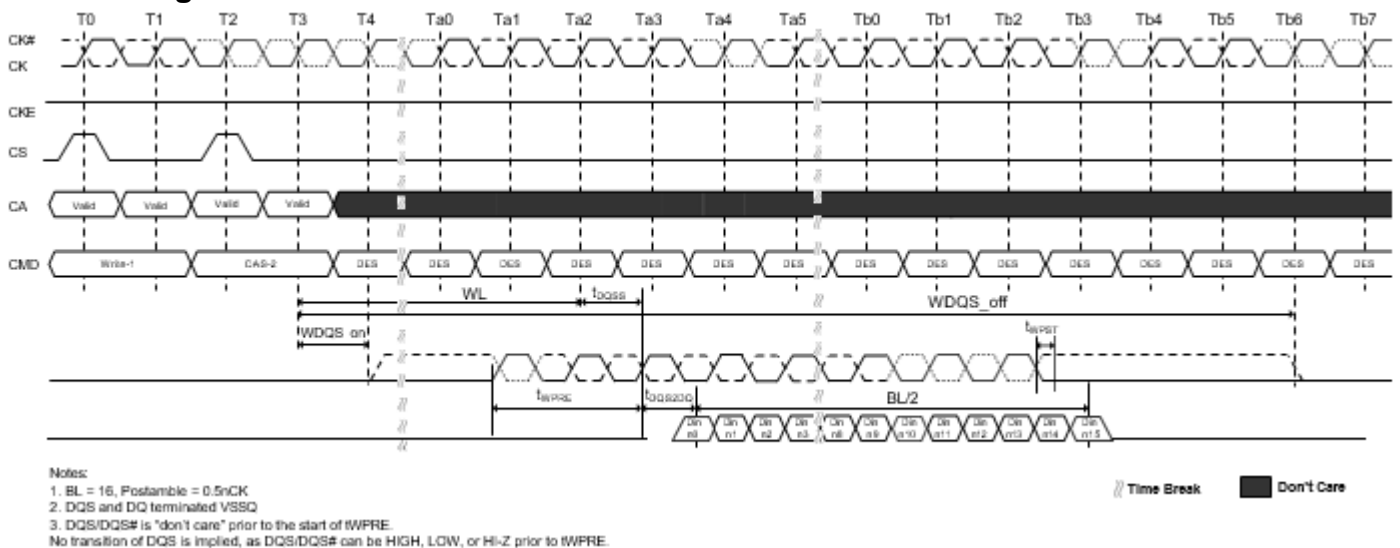 T0 T1 T2 T3 T4 Ta0 Ta1 Ta2 Ta3 Ta4 Ta5 Tb0 Tb1 Tb2 Tb3 Tb4 Tb5 Tb6 Tb7
CK#
CK
CKE
CS
CA Valid Valid Valid Valid
CMD Write-1 CAS-2 DES DES DES DES DES DES DES DES DES DES DES DES DES DES DES
WL tDQSS WDQS_off
WDQS_on tWPST
tWPRE tDQS2DQ BL/2
Din n0 Din n1 Din n2 Din n3 Din n8 Din n9 Din n10 Din n11 Din n12 Din n13 Din n14 Din n15
Notes:
1. BL = 16, Postamble = 0.5nCK
2. DQS and DQ terminated VSSQ
3. DQS/DQS# is "don't care" prior to the start of tWPRE.
No transition of DQS is implied, as DQS/DQS# can be HIGH, LOW, or HI-Z prior to tWPRE.
Time Break Don't Care